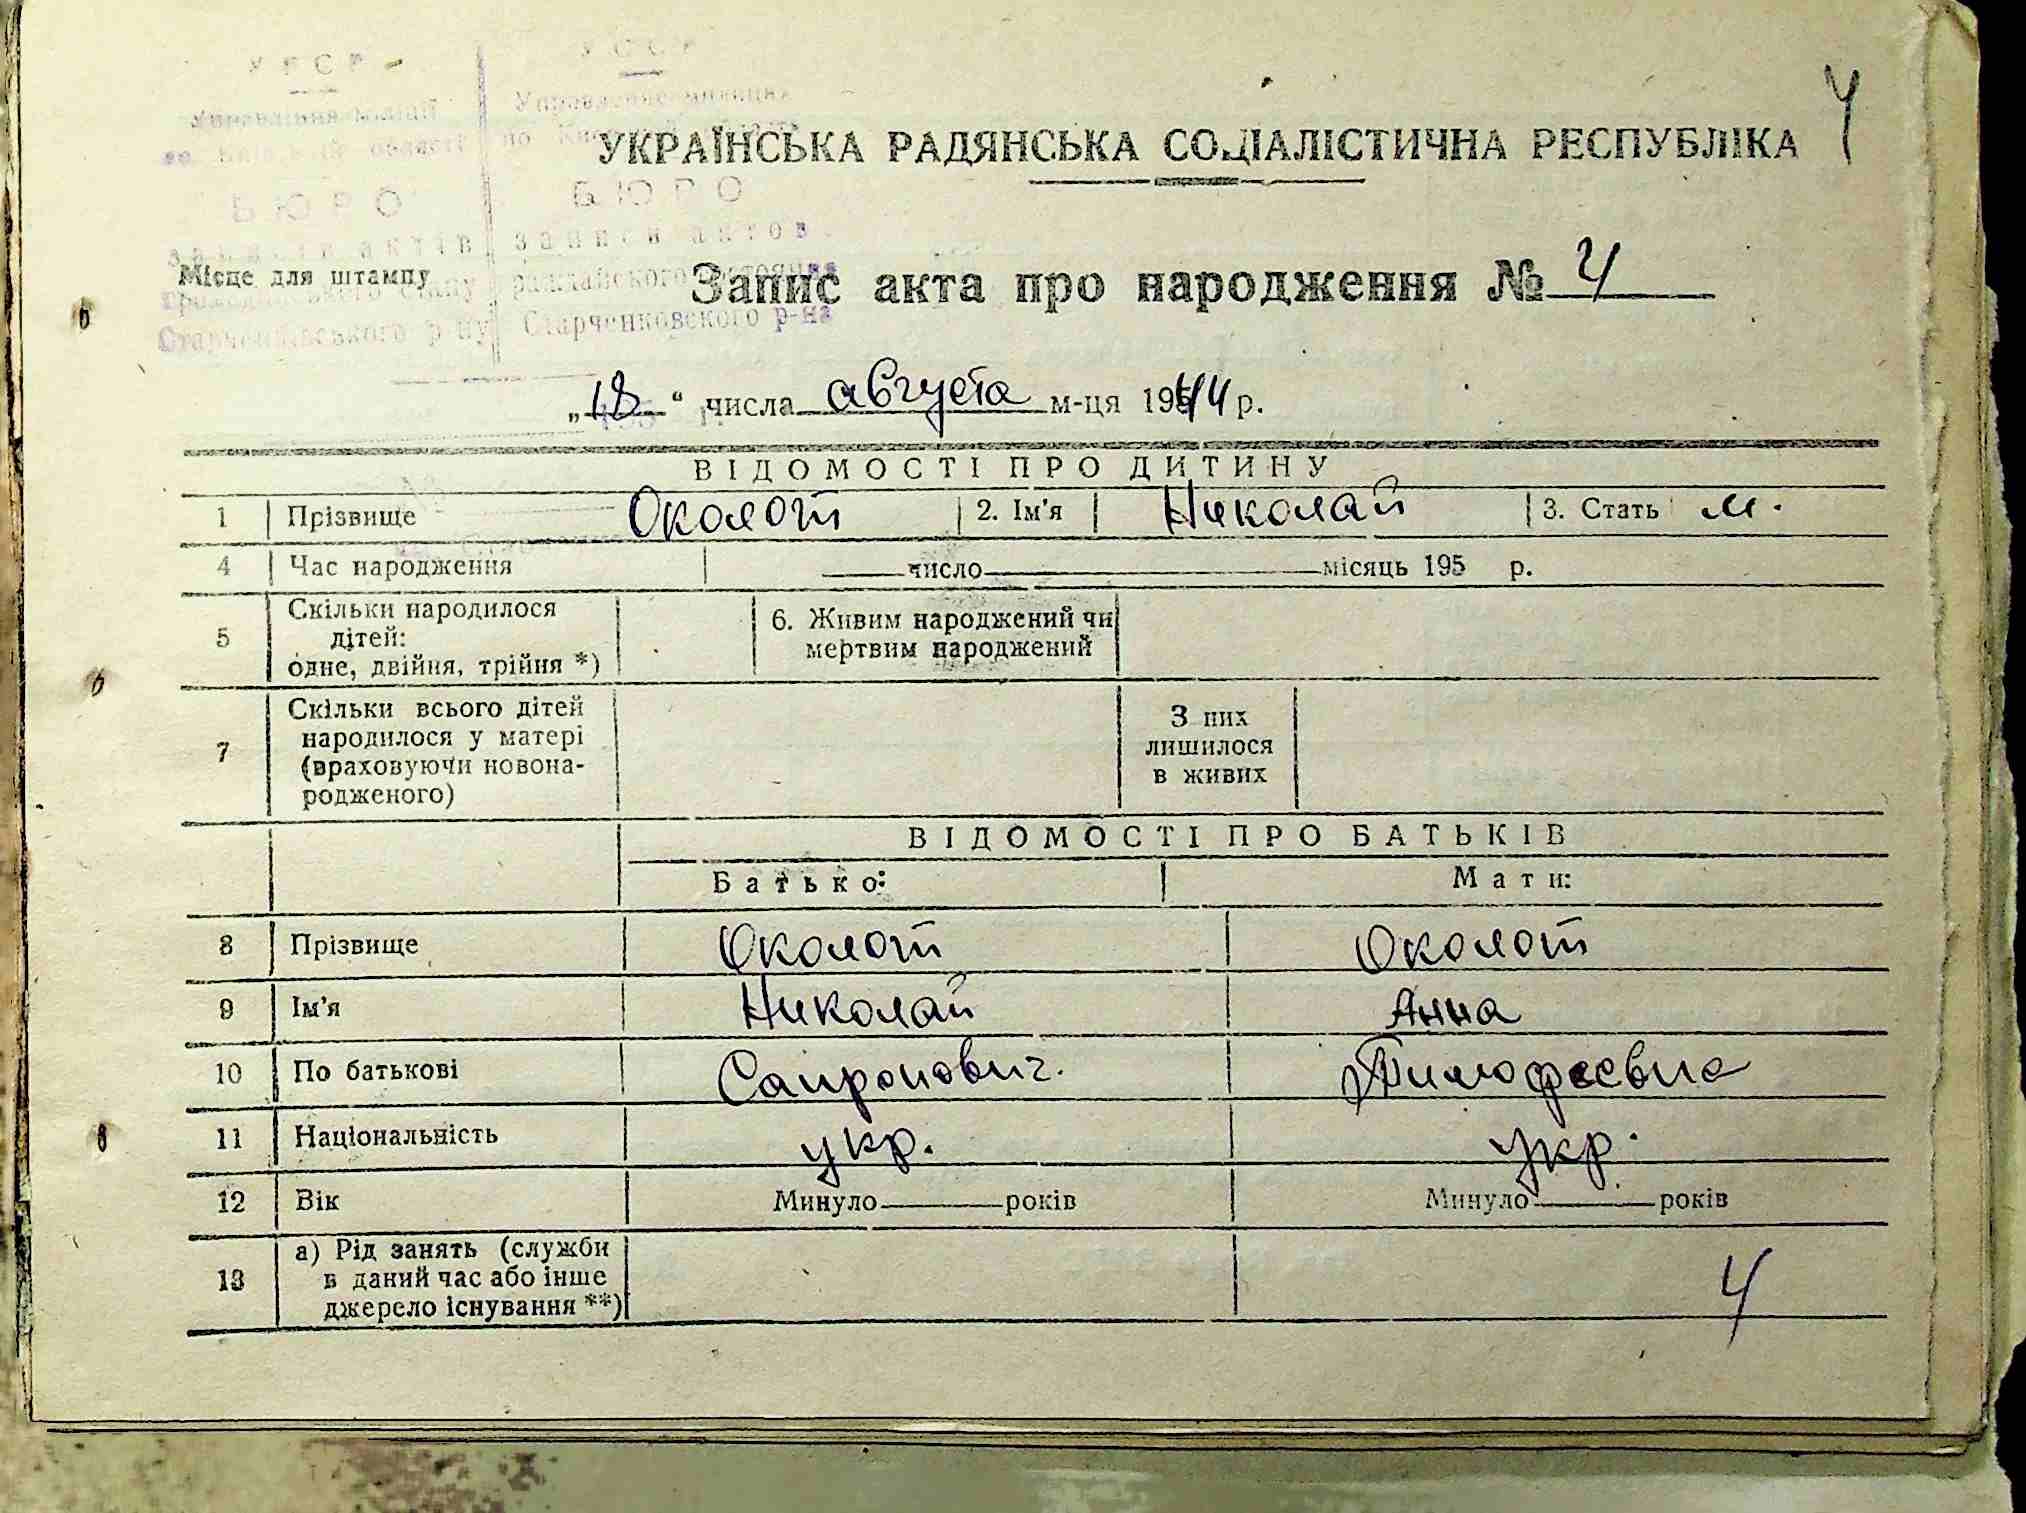 У Р С Р
У С С Р
Управління міліції
Управление милиции
по Київській області
БЮРО
БЮРО
записів актів
записи актов
Старченківського р-ну
Старченковского р-на
Ч
УКРАЇНСЬКА РАДЯНСЬКА СОЦІАЛІСТИЧНА РЕСПУБЛІКА
Місце для штампу
Запис акта про народження № 4
„18“ числа августа м-ця 1944 р.
ВІДОМОСТІ ПРО ДИТИНУ
1 Прізвище Околот 2. Ім'я Николай 3. Стать м.
4 Час народження число місяць 195 р.
5 Скільки народилося дітей: одне, двійня, трійня *) 6. Живим народжений чи мертвим народжений
7 Скільки всього дітей народилося у матері (враховуючи новонародженого) З них лишилося в живих
ВІДОМОСТІ ПРО БАТЬКІВ
Батько: Мати:
8 Прізвище Околот Околот
9 Ім'я Николай Анна
10 По батькові Сапронович. Тимофеевна
11 Національність укр. укр.
12 Вік Минуло років Минуло років
13 а) Рід занять (служби в даний час або інше джерело існування **)
4